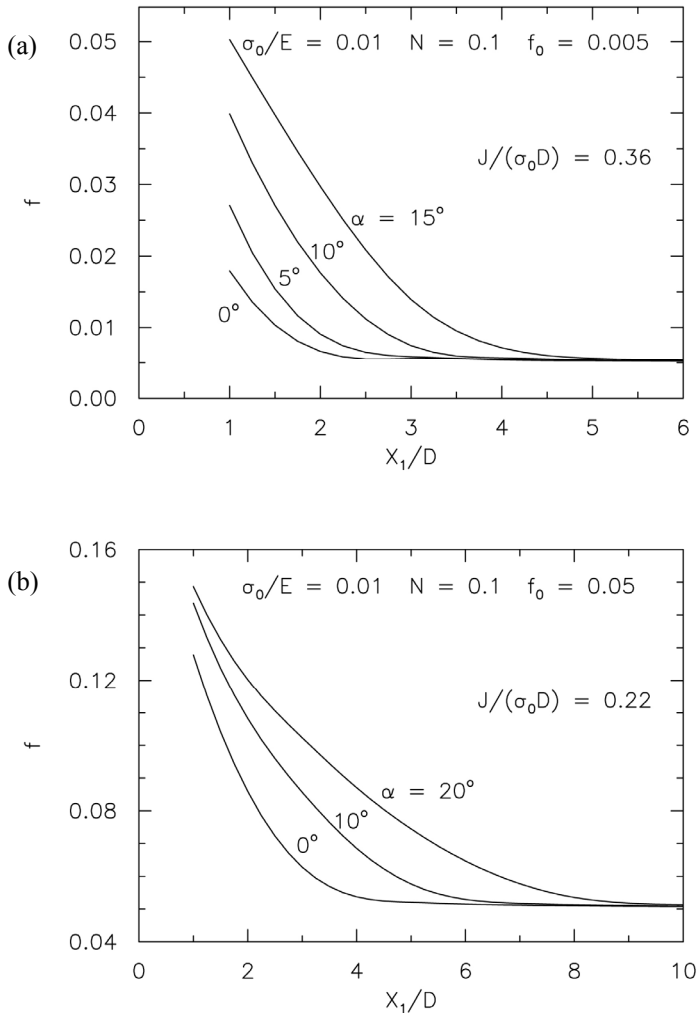 (a)
σ₀/E = 0.01 N = 0.1 f₀ = 0.005
J/(σ₀D) = 0.36
α = 15°
10°
5°
0°
f
0.05
0.04
0.03
0.02
0.01
0.00
0 1 2 3 4 5 6
X₁/D
(b)
σ₀/E = 0.01 N = 0.1 f₀ = 0.05
J/(σ₀D) = 0.22
α = 20°
10°
0°
f
0.16
0.12
0.08
0.04
0 2 4 6 8 10
X₁/D